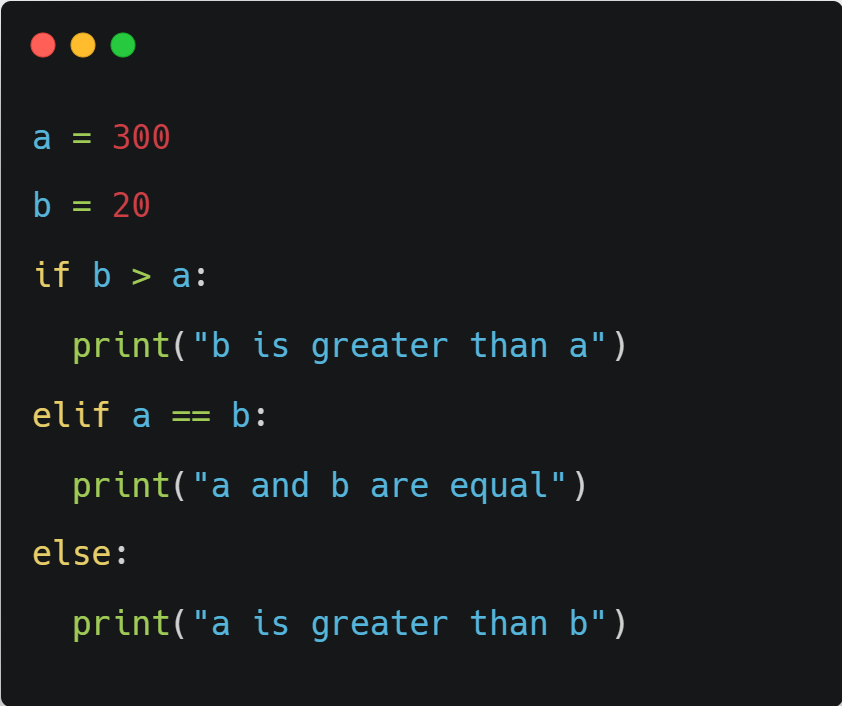 a = 300
b = 20
if b > a:
  print("b is greater than a")
elif a == b:
  print("a and b are equal")
else:
  print("a is greater than b")